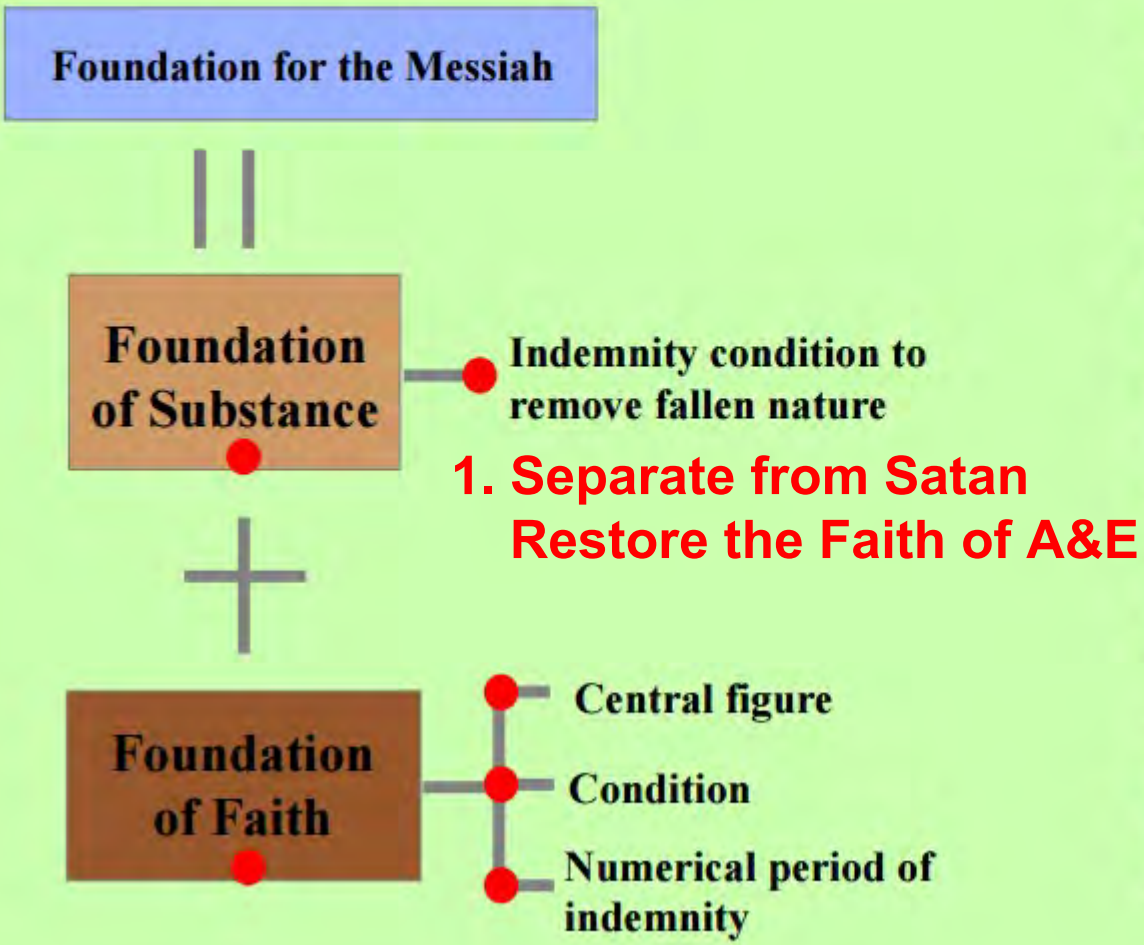 Foundation for the Messiah
Foundation
of Substance
Indemnity condition to
remove fallen nature
1. Separate from Satan
Restore the Faith of A&E
Foundation
of Faith
Central figure
Condition
Numerical period of
indemnity